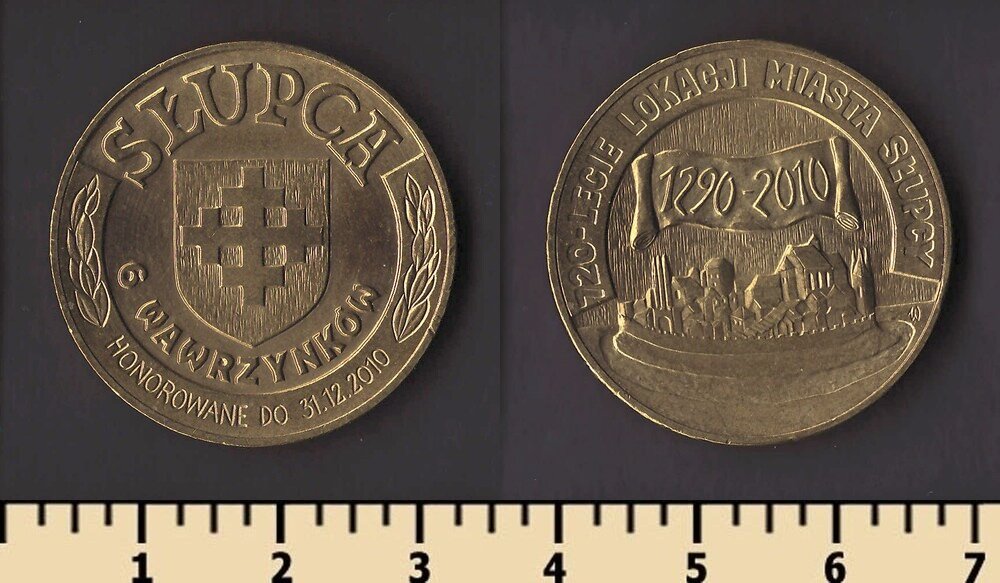 SŁUPCA
6 WAWRZYNKÓW
HONOROWANE DO 31.12.2010
720-LECIE LOKACJI MIASTA SŁUPCY
1290-2010
1 2 3 4 5 6 7